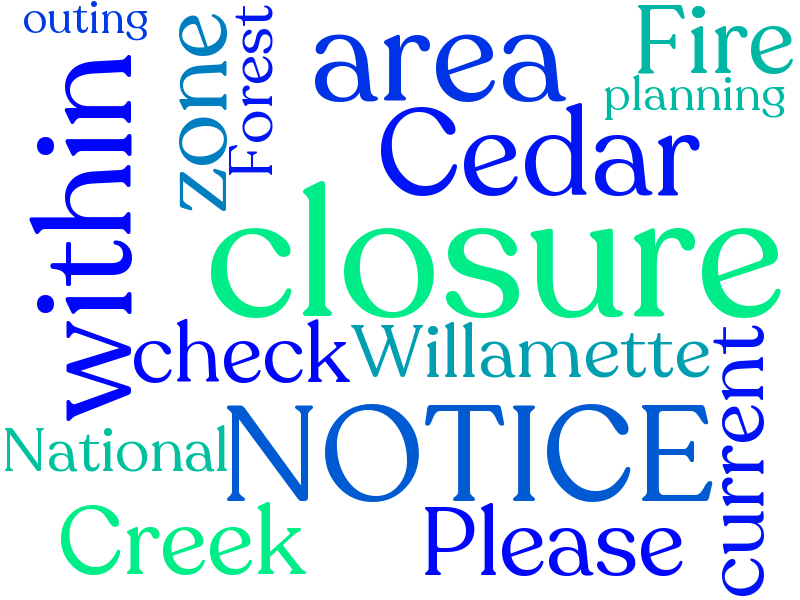 outing
Forest
Fire
zone
area
planning
within
Cedar
closure
check
Willamette
current
National
NOTICE
Creek
Please